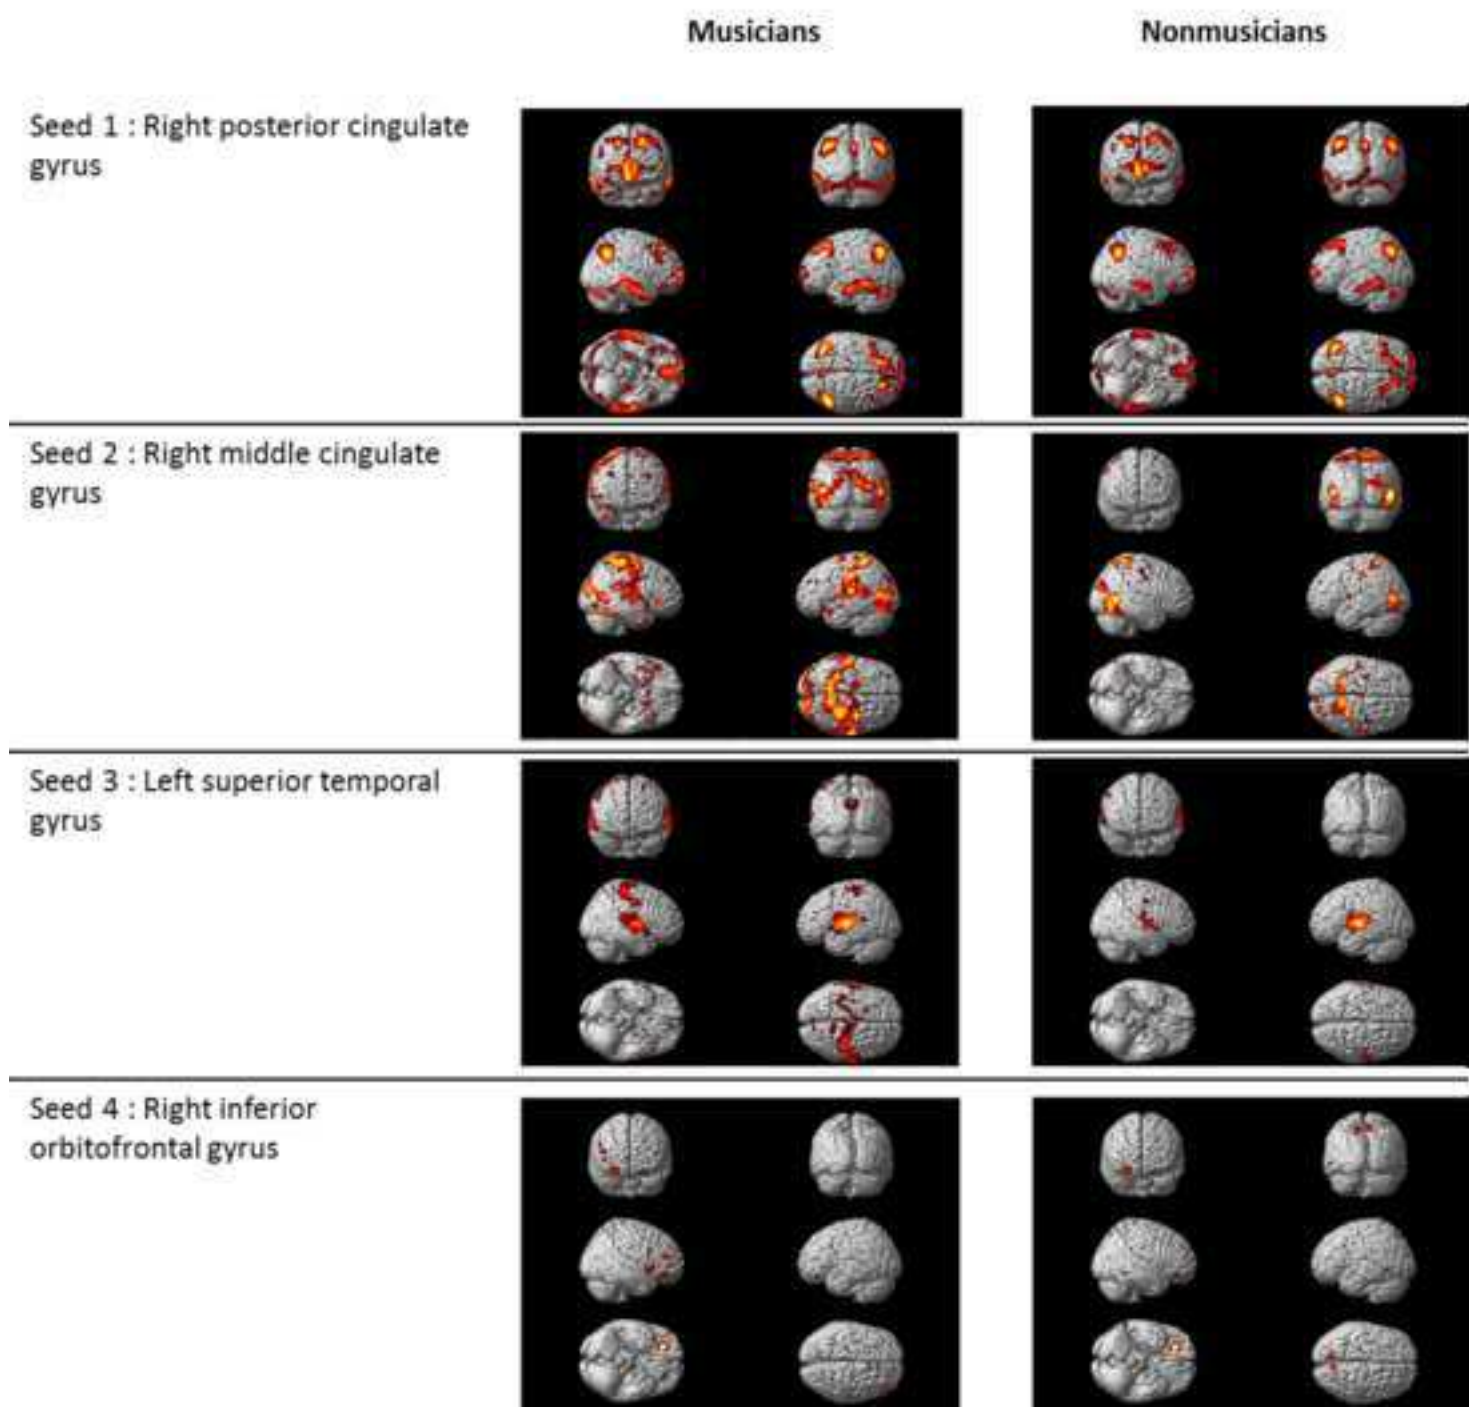 Musicians Nonmusicians
Seed 1 : Right posterior cingulate
gyrus
Seed 2 : Right middle cingulate
gyrus
Seed 3 : Left superior temporal
gyrus
Seed 4 : Right inferior
orbitofrontal gyrus